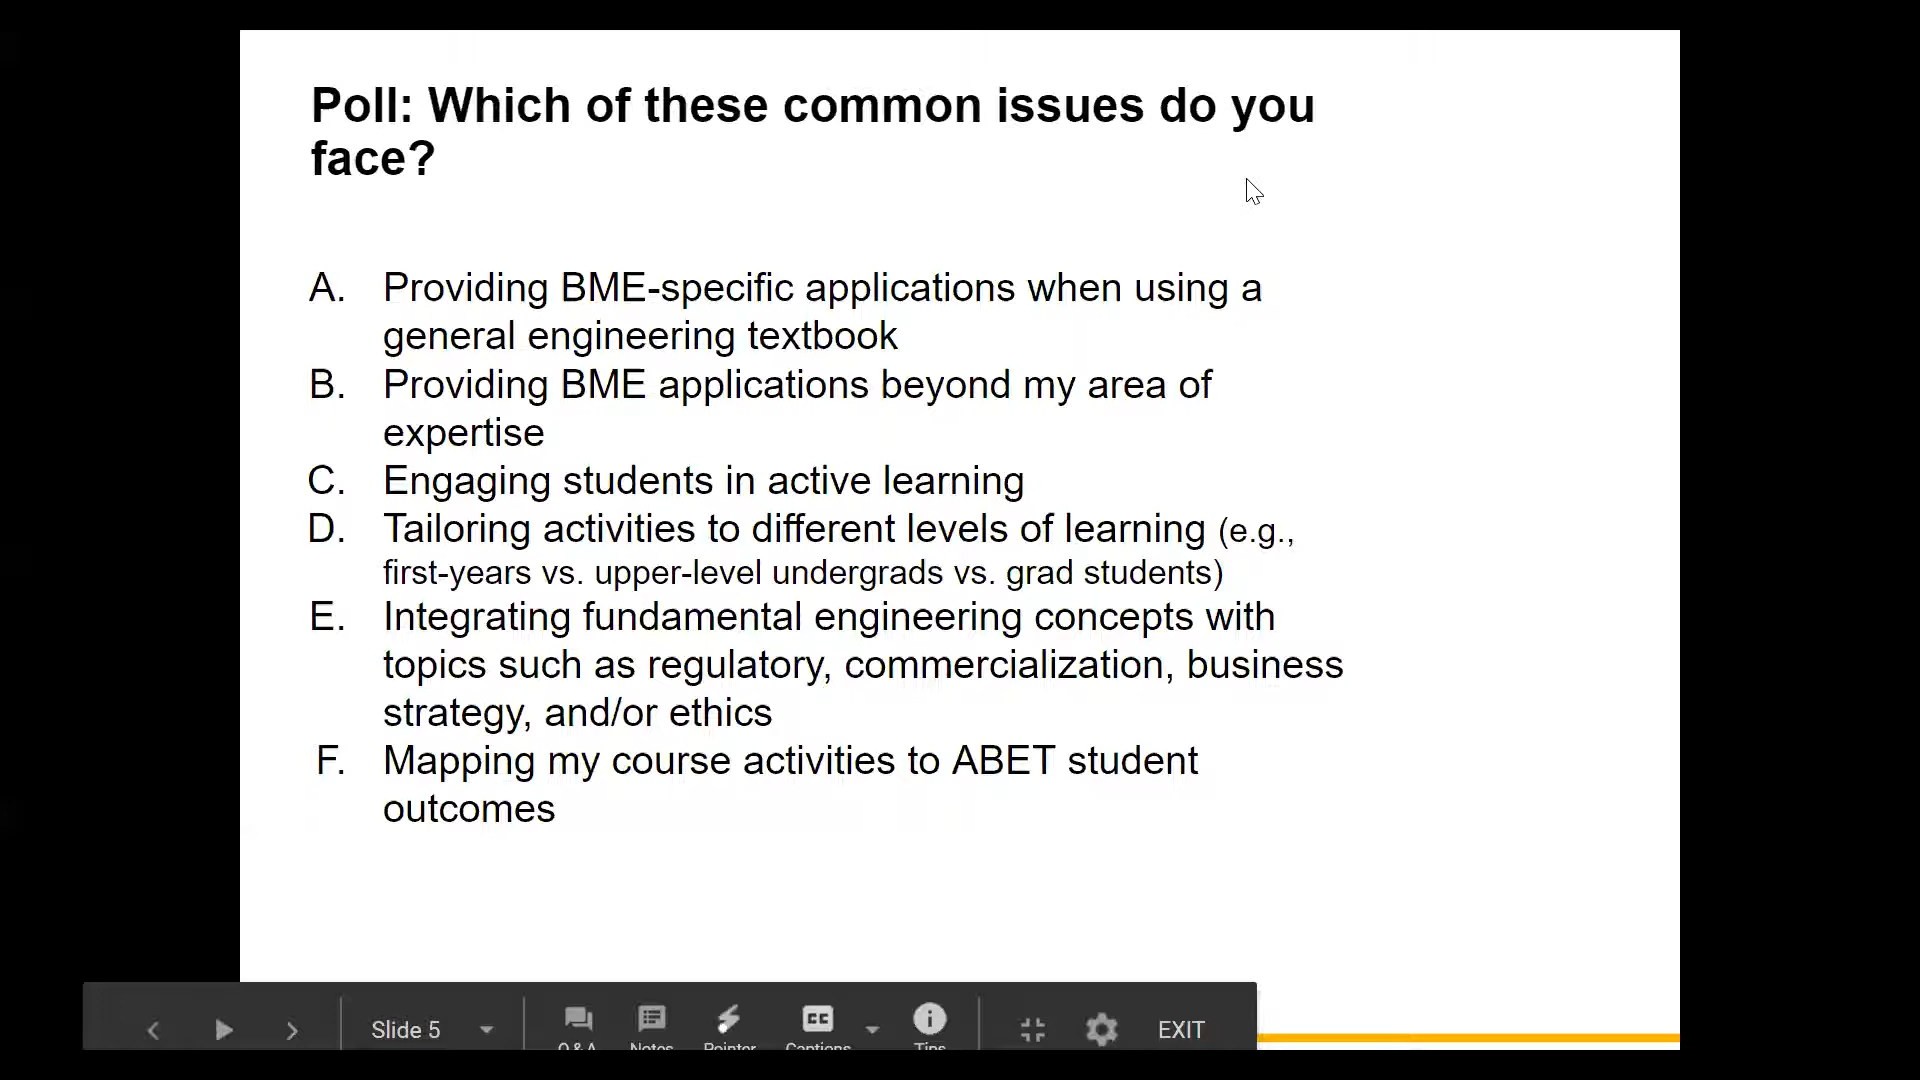 Poll: Which of these common issues do you
face?
A. Providing BME-specific applications when using a
general engineering textbook
B. Providing BME applications beyond my area of
expertise
C. Engaging students in active learning
D. Tailoring activities to different levels of learning (e.g.,
first-years vs. upper-level undergrads vs. grad students)
E. Integrating fundamental engineering concepts with
topics such as regulatory, commercialization, business
strategy, and/or ethics
F. Mapping my course activities to ABET student
outcomes
Slide 5
CC
EXIT
Q & A Notes Pointer Captions Tips